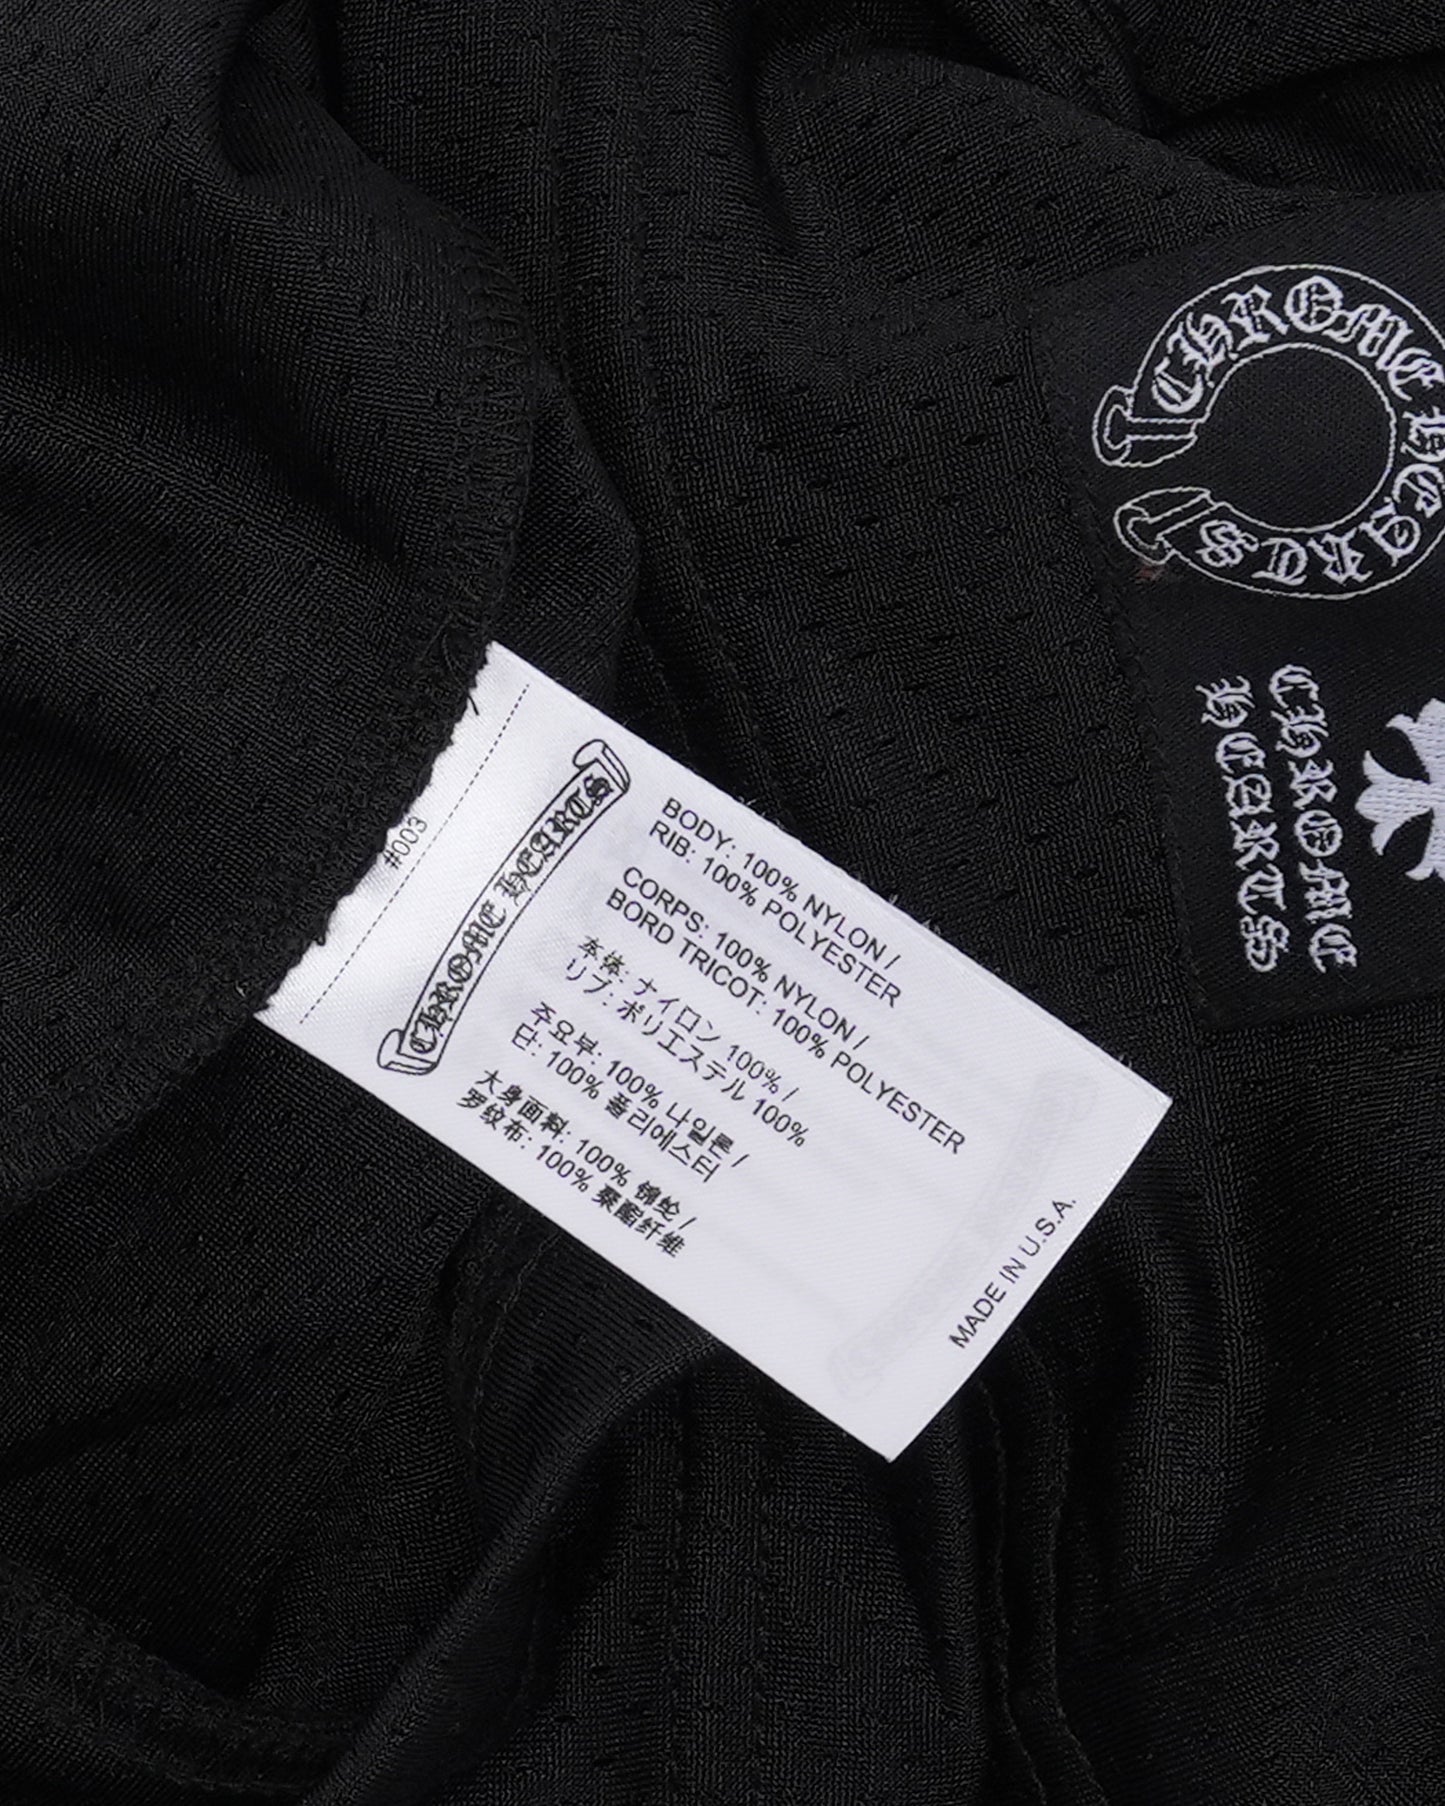 #003
CHROME HEARTS
BODY: 100% NYLON /
RIB: 100% POLYESTER
CORPS: 100% NYLON /
BORD TRICOT: 100% POLYESTER
本体: ナイロン 100% /
リブ: ポリエステル 100%
주요부: 100% 나일론 /
단: 100% 폴리에스터
大身面料: 100% 锦纶 /
罗纹布: 100% 聚酯纤维
MADE IN U.S.A.
CHROME HEARTS
CHROME
HEARTS